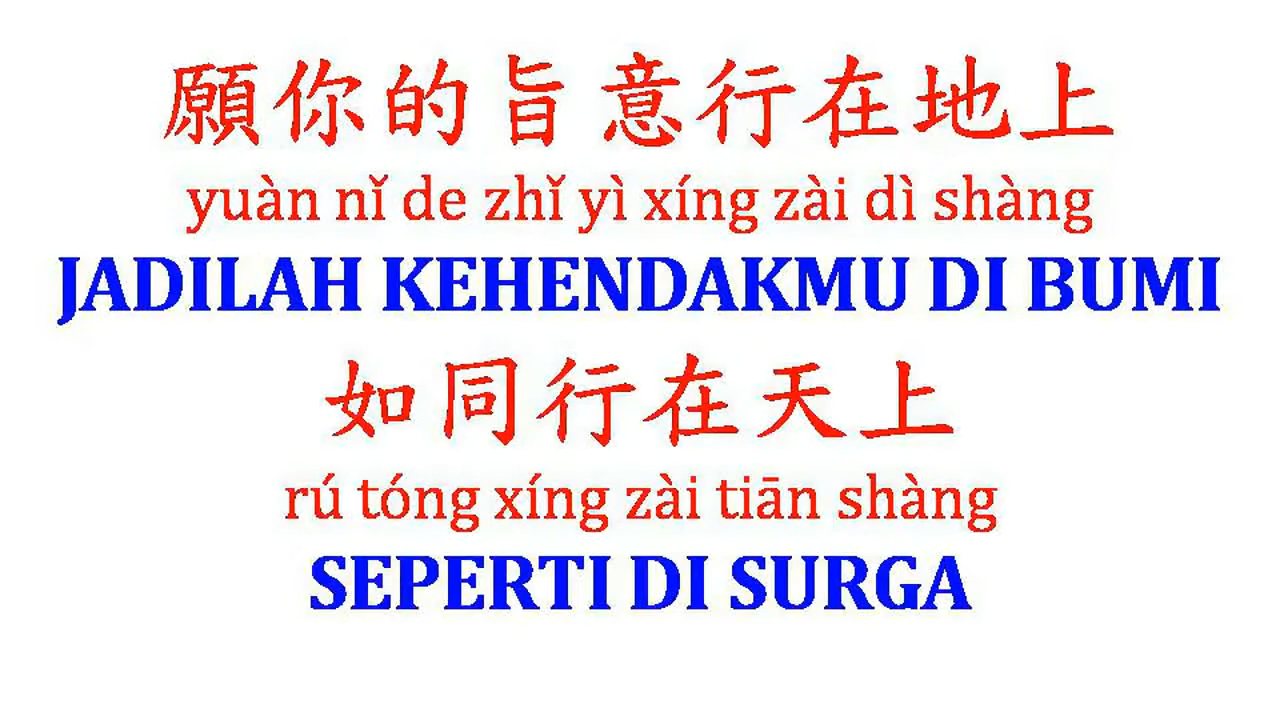 願你的旨意行在地上
yuàn nǐ de zhǐ yì xíng zài dì shàng
JADILAH KEHENDAKMU DI BUMI
如同行在天上
rú tóng xíng zài tiān shàng
SEPERTI DI SURGA